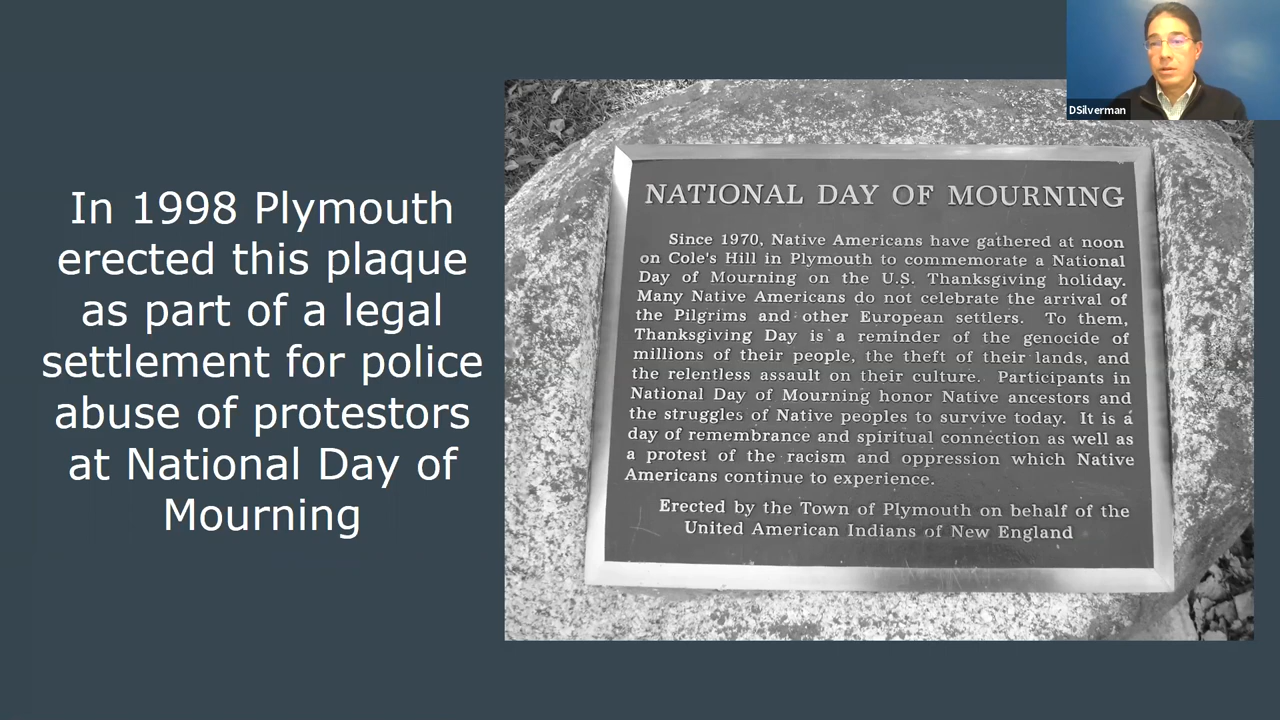 In 1998 Plymouth
erected this plaque
as part of a legal
settlement for police
abuse of protestors
at National Day of
Mourning
DSilverman
NATIONAL DAY OF MOURNING
Since 1970, Native Americans have gathered at noon
on Cole's Hill in Plymouth to commemorate a National
Day of Mourning on the U.S. Thanksgiving holiday.
Many Native Americans do not celebrate the arrival of
the Pilgrims and other European settlers. To them,
Thanksgiving Day is a reminder of the genocide of
millions of their people, the theft of their lands, and
the relentless assault on their culture. Participants in
National Day of Mourning honor Native ancestors and
the struggles of Native peoples to survive today. It is a
day of remembrance and spiritual connection as well as
a protest of the racism and oppression which Native
Americans continue to experience.
Erected by the Town of Plymouth on behalf of the
United American Indians of New England